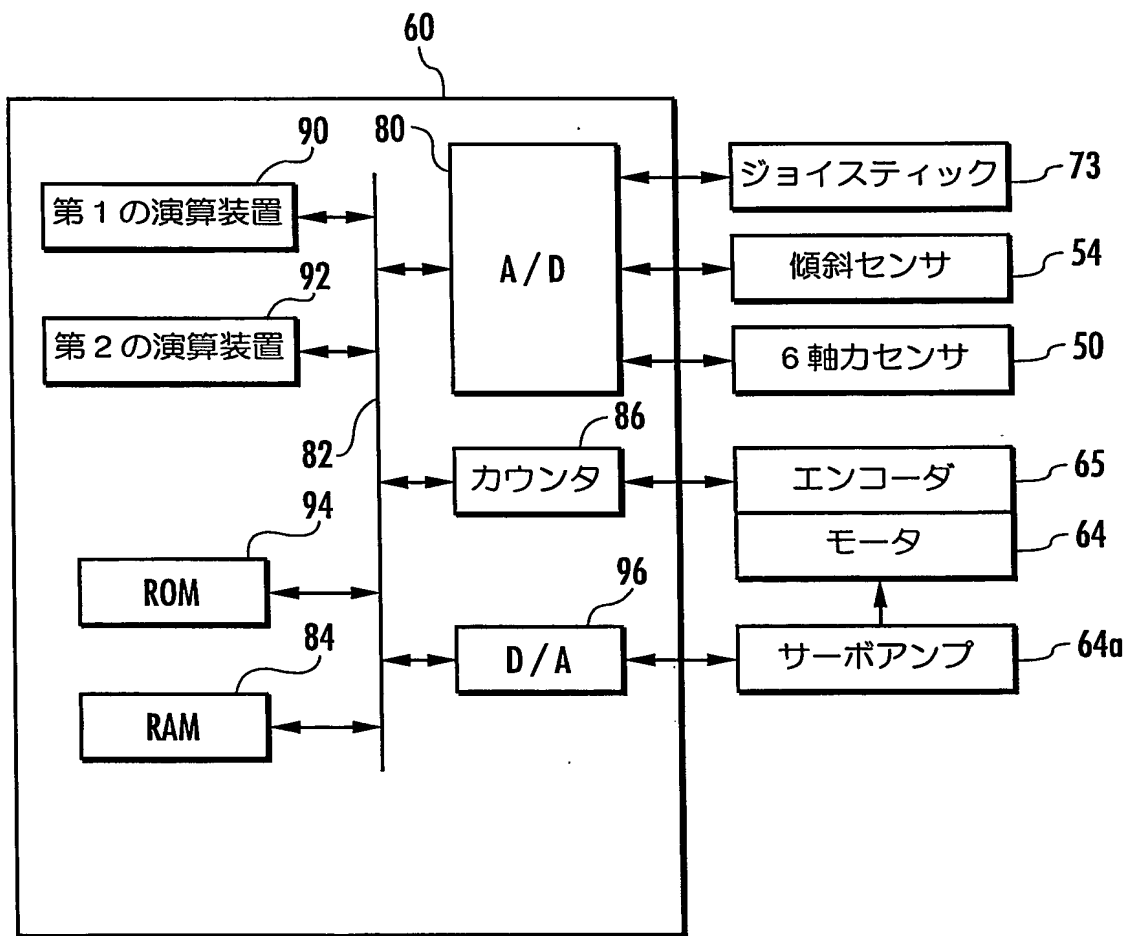 60
90
第1の演算装置
92
第2の演算装置
82
94
ROM
84
RAM
80
A/D
86
カウンタ
96
D/A
ジョイスティック
73
傾斜センサ
54
6軸力センサ
50
エンコーダ
65
モータ
64
サーボアンプ
64a